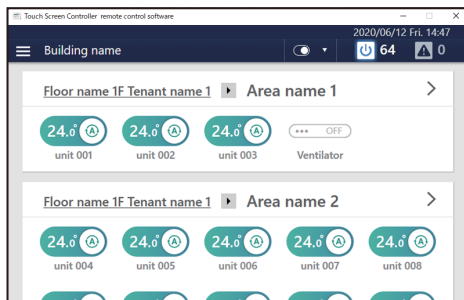 Touch Screen Controller remote control software
2020/06/12 Fri. 14:47
Building name
64
0
Floor name 1F Tenant name 1 Area name 1
24.0° A 24.0° A 24.0° A OFF
unit 001 unit 002 unit 003 Ventilator
Floor name 1F Tenant name 1 Area name 2
24.0° A 24.0° A 24.0° A 24.0° A 24.0° A
unit 004 unit 005 unit 006 unit 007 unit 008